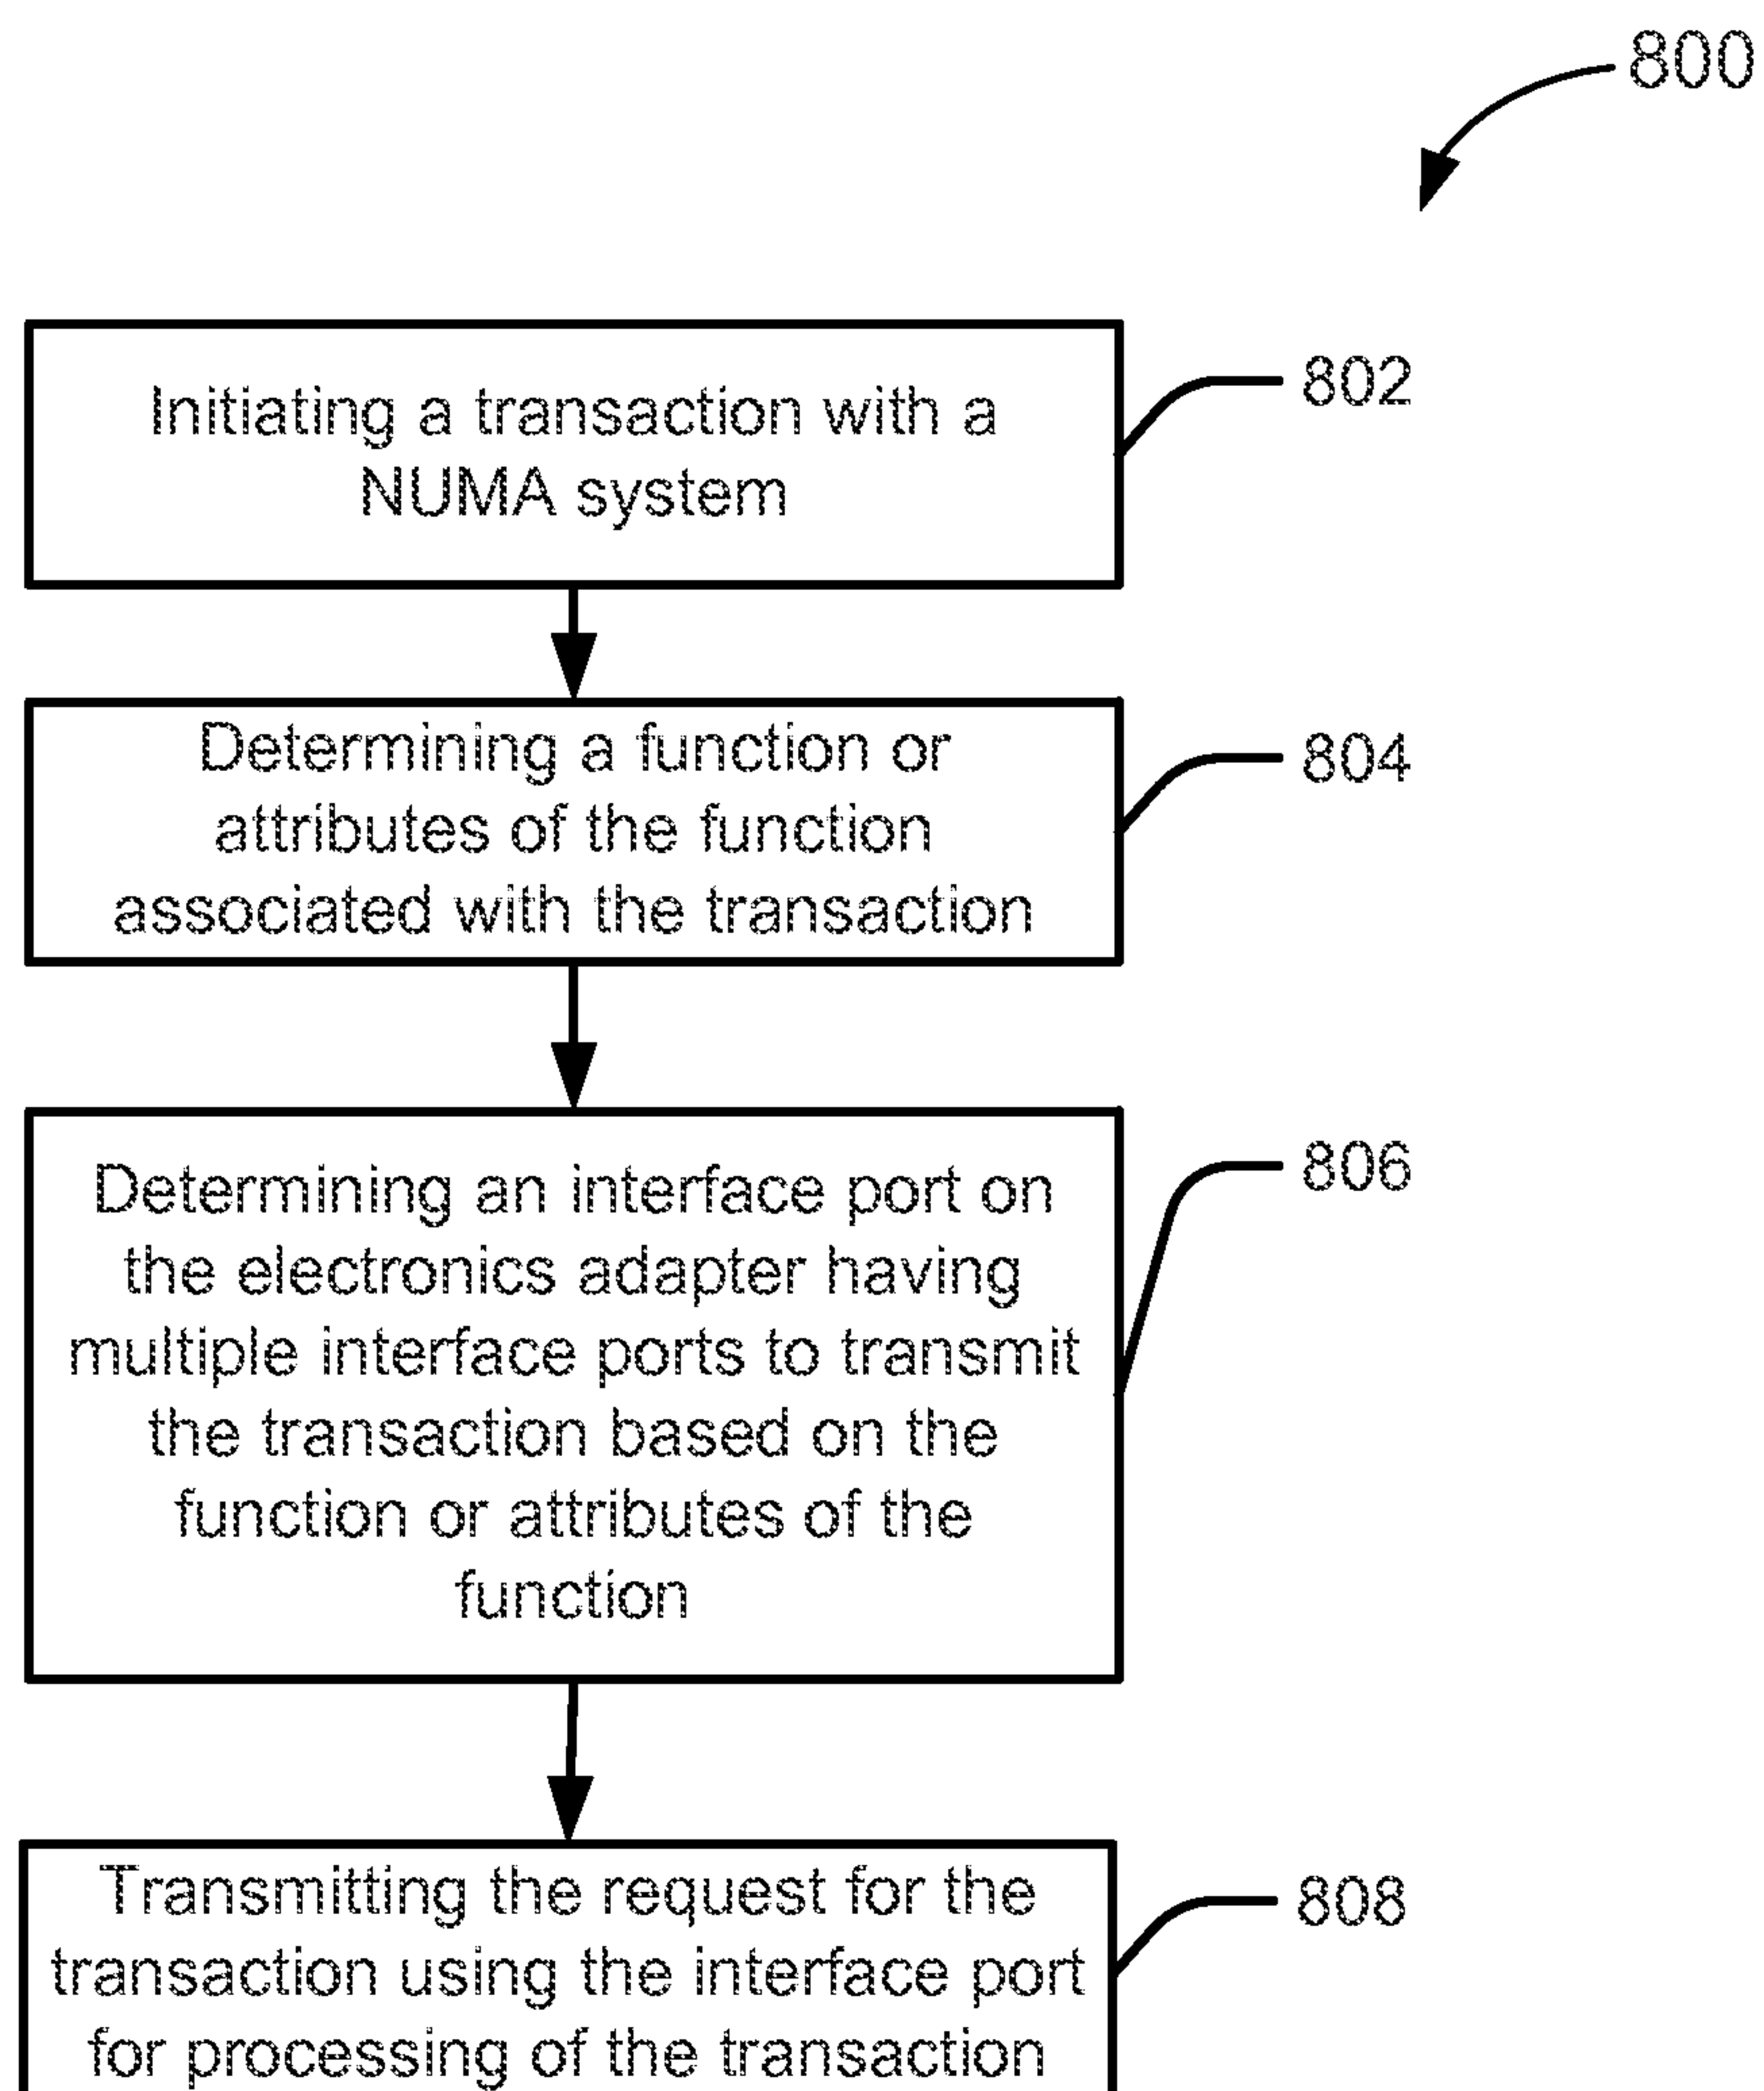 800
Initiating a transaction with a
NUMA system
802
Determining a function or
attributes of the function
associated with the transaction
804
Determining an interface port on
the electronics adapter having
multiple interface ports to transmit
the transaction based on the
function or attributes of the
function
806
Transmitting the request for the
transaction using the interface port
for processing of the transaction
808